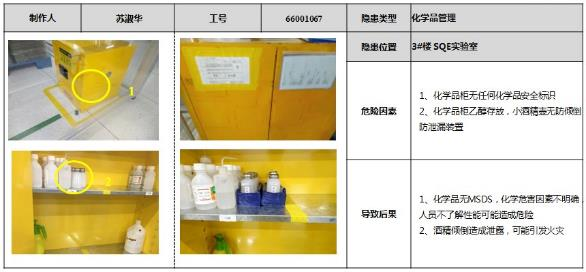 制作人 苏淑华 工号 66001067 隐患类型 化学品管理
隐患位置 3#楼 SQE实验室
1
危险因素
1、化学品柜无任何化学品安全标识
2、化学品柜乙醇存放，小酒精壶无防倾倒
防泄漏装置
2
导致后果
1、化学品无MSDS，化学危害因素不明确，
人员不了解性能可能造成危险
2、酒精倾倒造成泄露，可能引发火灾